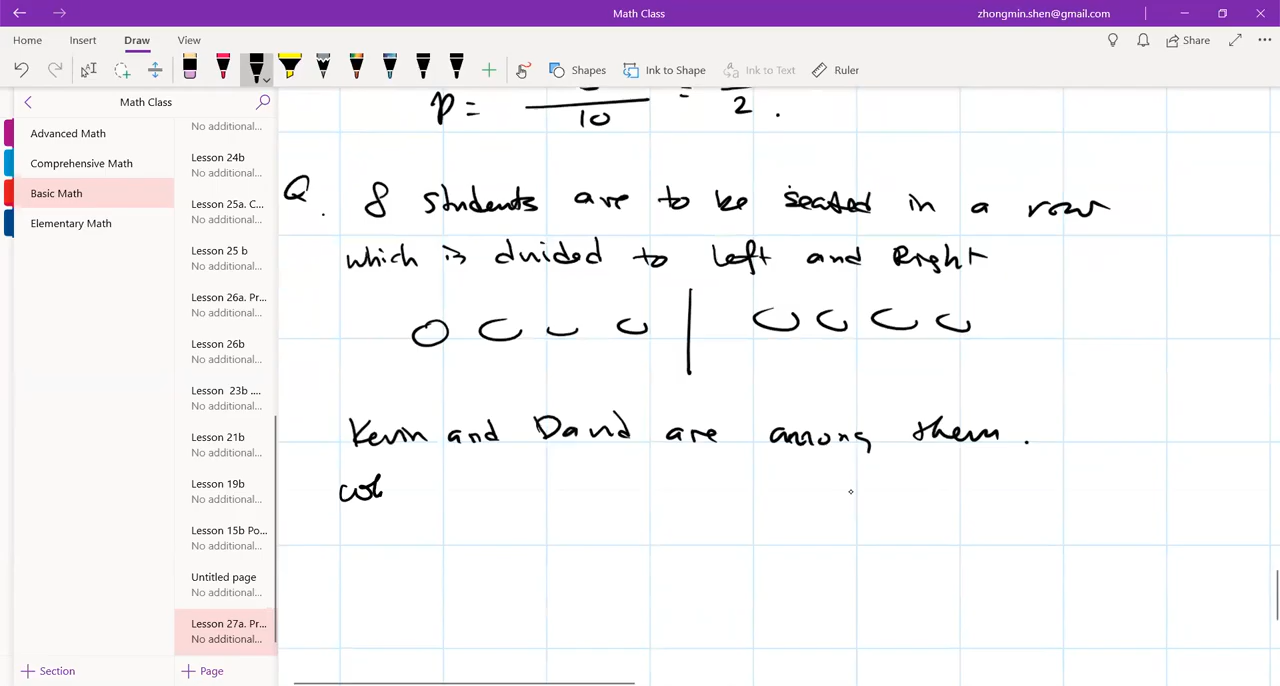 Math Class
zhongmin.shen@gmail.com
Home Insert Draw View
Share
Shapes Ink to Shape Ink to Text Ruler
Math Class
Advanced Math
Comprehensive Math
Basic Math
Elementary Math
No additional...
Lesson 24b
No additional...
Lesson 25a. C...
No additional...
Lesson 25 b
No additional...
Lesson 26a. Pr...
No additional...
Lesson 26b
No additional...
Lesson 23b ....
No additional...
Lesson 21b
No additional...
Lesson 19b
No additional...
Lesson 15b Po...
No additional...
Untitled page
No additional...
Lesson 27a. Pr...
No additional...
Section
Page
p = / 10 = / 2 .
Q. 8 students are to be seated in a row
which is divided to left and Right
Kevin and David are among them.